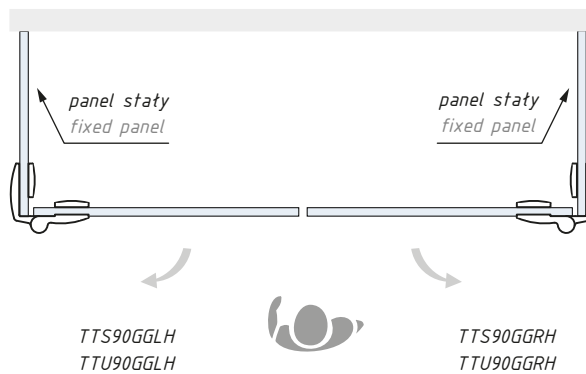 panel stały
fixed panel
panel stały
fixed panel
TTS90GGLH
TTU90GGLH
TTS90GGRH
TTU90GGRH